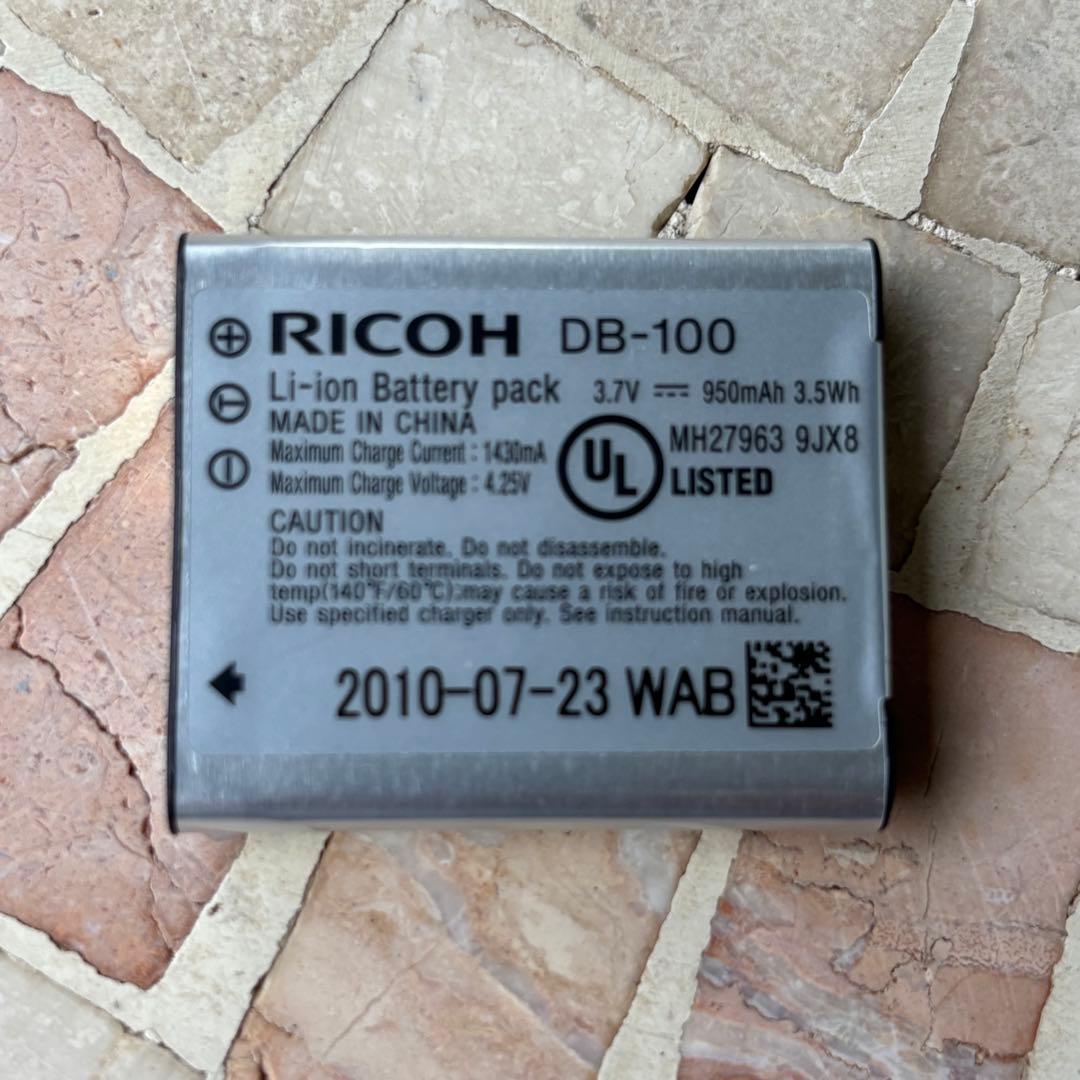 RICOH DB-100
Li-ion Battery pack 3.7V 950mAh 3.5Wh
MADE IN CHINA
Maximum Charge Current : 1430mA
Maximum Charge Voltage : 4.25V
UL MH27963 9JX8
LISTED
CAUTION
Do not incinerate. Do not disassemble.
Do not short terminals. Do not expose to high
temp(140°F/60°C):may cause a risk of fire or explosion.
Use specified charger only. See instruction manual.
2010-07-23 WAB